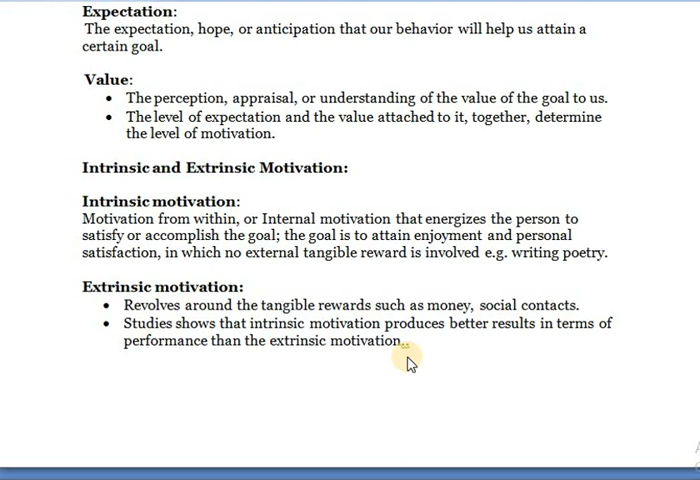 Expectation:
The expectation, hope, or anticipation that our behavior will help us attain a
certain goal.
Value:
• The perception, appraisal, or understanding of the value of the goal to us.
• The level of expectation and the value attached to it, together, determine
the level of motivation.
Intrinsic and Extrinsic Motivation:
Intrinsic motivation:
Motivation from within, or Internal motivation that energizes the person to
satisfy or accomplish the goal; the goal is to attain enjoyment and personal
satisfaction, in which no external tangible reward is involved e.g. writing poetry.
Extrinsic motivation:
• Revolves around the tangible rewards such as money, social contacts.
• Studies shows that intrinsic motivation produces better results in terms of
performance than the extrinsic motivation.